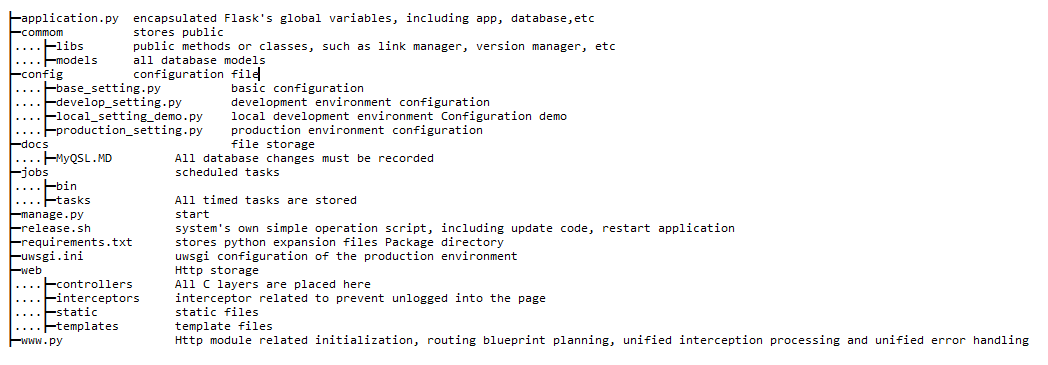 ├─application.py  encapsulated Flask's global variables, including app, database,etc
├─commom          stores public
│....├─libs       public methods or classes, such as link manager, version manager, etc
│....├─models     all database models
├─config          configuration file
│....├─base_setting.py          basic configuration
│....├─develop_setting.py       development environment configuration
│....├─local_setting_demo.py    local development environment Configuration demo
│....├─production_setting.py    production environment configuration
├─docs                          file storage
│....├─MyQSL.MD         All database changes must be recorded
├─jobs                  scheduled tasks
│....├─bin
│....├─tasks            All timed tasks are stored
├─manage.py             start
├─release.sh            system's own simple operation script, including update code, restart application
├─requirements.txt      stores python expansion files Package directory
├─uwsgi.ini             uwsgi configuration of the production environment
├─web                   Http storage
│....├─controllers      All C layers are placed here
│....├─interceptors     interceptor related to prevent unlogged into the page
│....├─static           static files
│....├─templates        template files
├─www.py                Http module related initialization, routing blueprint planning, unified interception processing and unified error handling